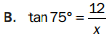 B. tan 75° = 12/x